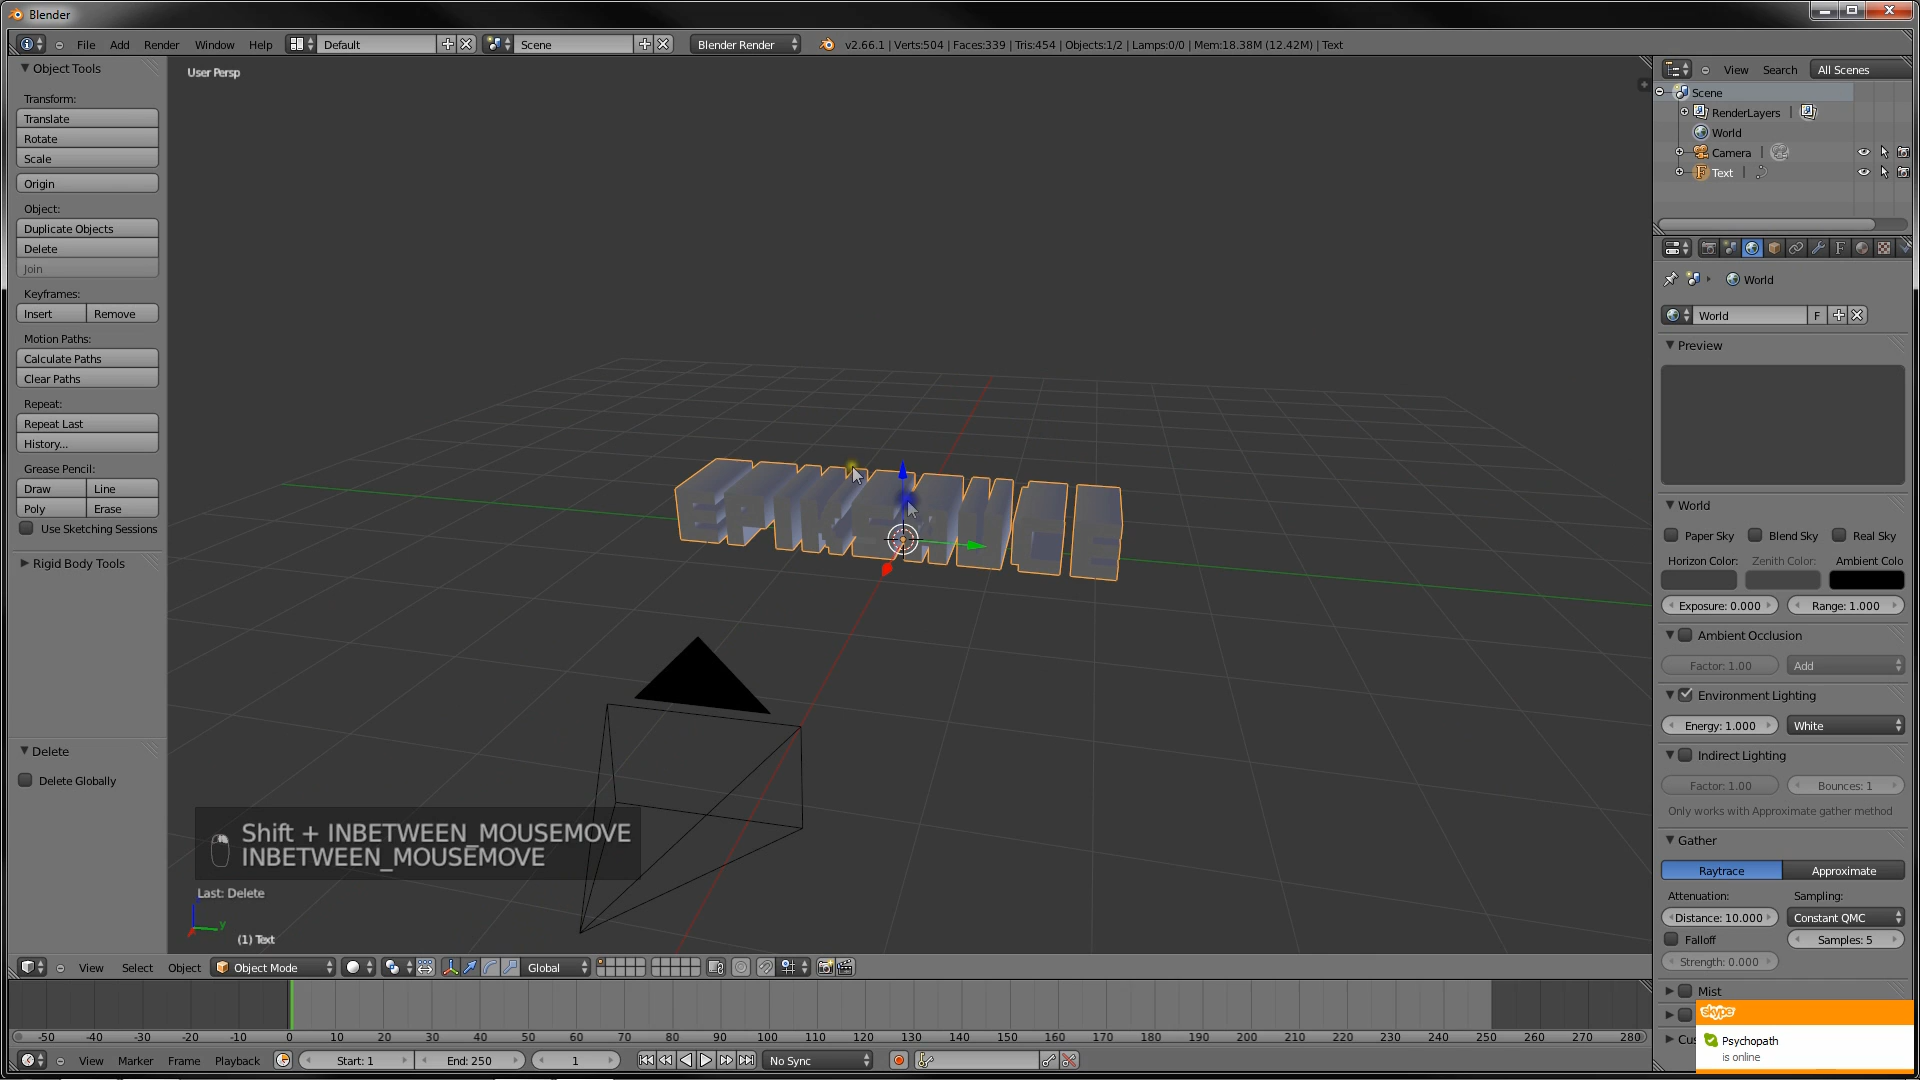 Blender
File Add Render Window Help Default Scene Blender Render v2.66.1 | Verts:504 | Faces:339 | Tris:454 | Objects:1/2 | Lamps:0/0 | Mem:18.38M (12.42M) | Text
Object Tools
Transform:
Translate
Rotate
Scale
Origin
Object:
Duplicate Objects
Delete
Join
Keyframes:
Insert Remove
Motion Paths:
Calculate Paths
Clear Paths
Repeat:
Repeat Last
History...
Grease Pencil:
Draw Line
Poly Erase
Use Sketching Sessions
Rigid Body Tools
Delete
Delete Globally
User Persp
Shift + INBETWEEN_MOUSEMOVE
INBETWEEN_MOUSEMOVE
Last: Delete
y
(1) Text
View Select Object Object Mode Global
-50 -40 -30 -20 -10 0 10 20 30 40 50 60 70 80 90 100 110 120 130 140 150 160 170 180 190 200 210 220 230 240 250 260 270 280
View Marker Frame Playback Start: 1 End: 250 1 No Sync
View Search All Scenes
Scene
RenderLayers |
World
Camera |
Text |
World
World F
Preview
World
Paper Sky Blend Sky Real Sky
Horizon Color: Zenith Color: Ambient Colo
Exposure: 0.000 Range: 1.000
Ambient Occlusion
Factor: 1.00 Add
Environment Lighting
Energy: 1.000 White
Indirect Lighting
Factor: 1.00 Bounces: 1
Only works with Approximate gather method
Gather
Raytrace Approximate
Attenuation: Sampling:
Distance: 10.000 Constant QMC
Falloff Samples: 5
Strength: 0.000
Mist
Cu
skype
Psychopath
is online